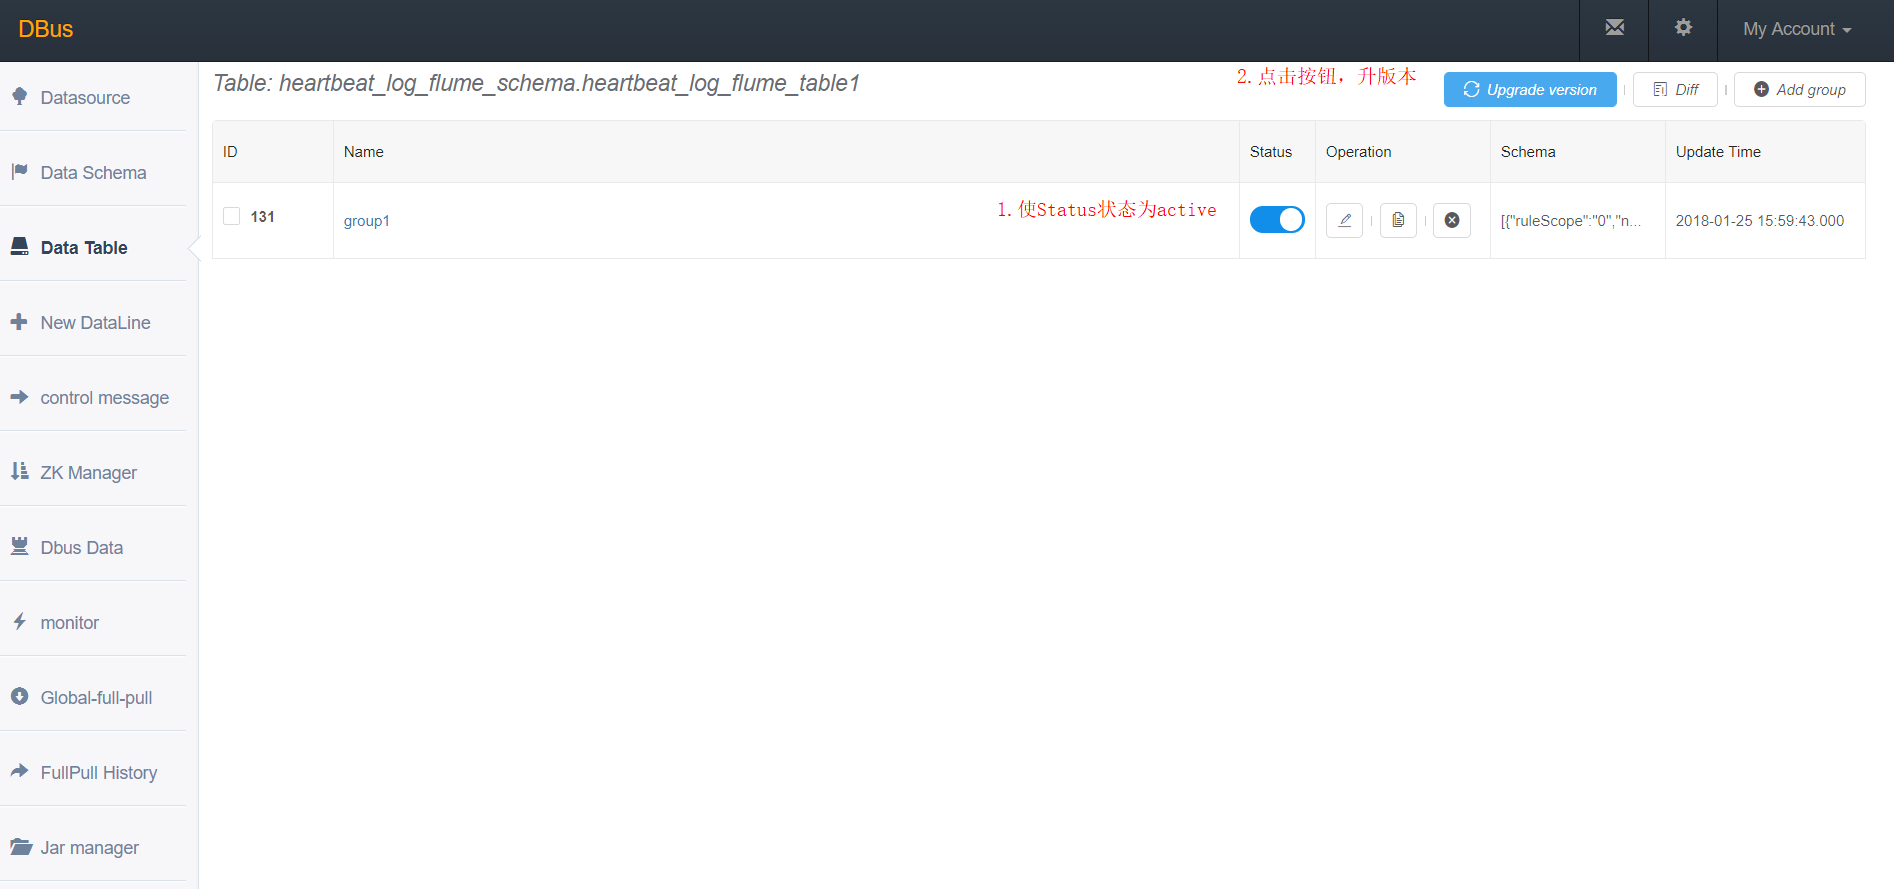 DBus
My Account
Datasource
Data Schema
Data Table
New DataLine
control message
ZK Manager
Dbus Data
monitor
Global-full-pull
FullPull History
Jar manager
Table: heartbeat_log_flume_schema.heartbeat_log_flume_table1
2.点击按钮，升版本
Upgrade version
Diff
Add group
ID Name Status Operation Schema Update Time
131 group1 1.使Status状态为active [{"ruleScope":"0","n... 2018-01-25 15:59:43.000